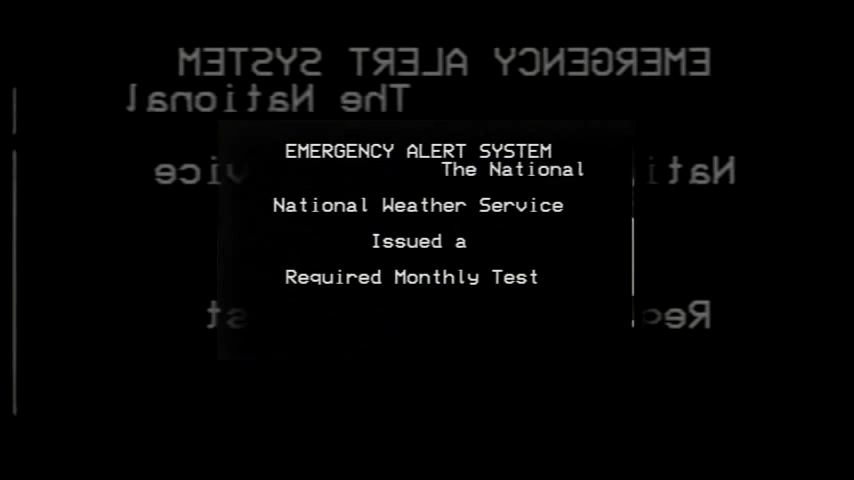 EMERGENCY ALERT SYSTEM
The National
National Weather Service
Issued a
Required Monthly Test